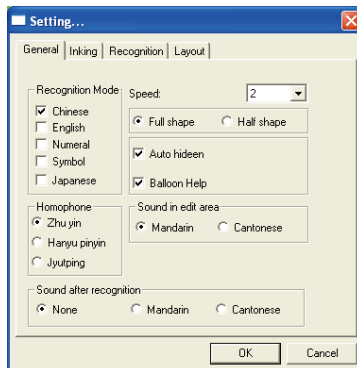 Setting...
General Inking Recognition Layout
Recognition Mode
Chinese
English
Numeral
Symbol
Japanese
Speed: 2
Full shape Half shape
Auto hideen
Balloon Help
Homophone
Zhu yin
Hanyu pinyin
Jyutping
Sound in edit area
Mandarin Cantonese
Sound after recognition
None Mandarin Cantonese
OK Cancel